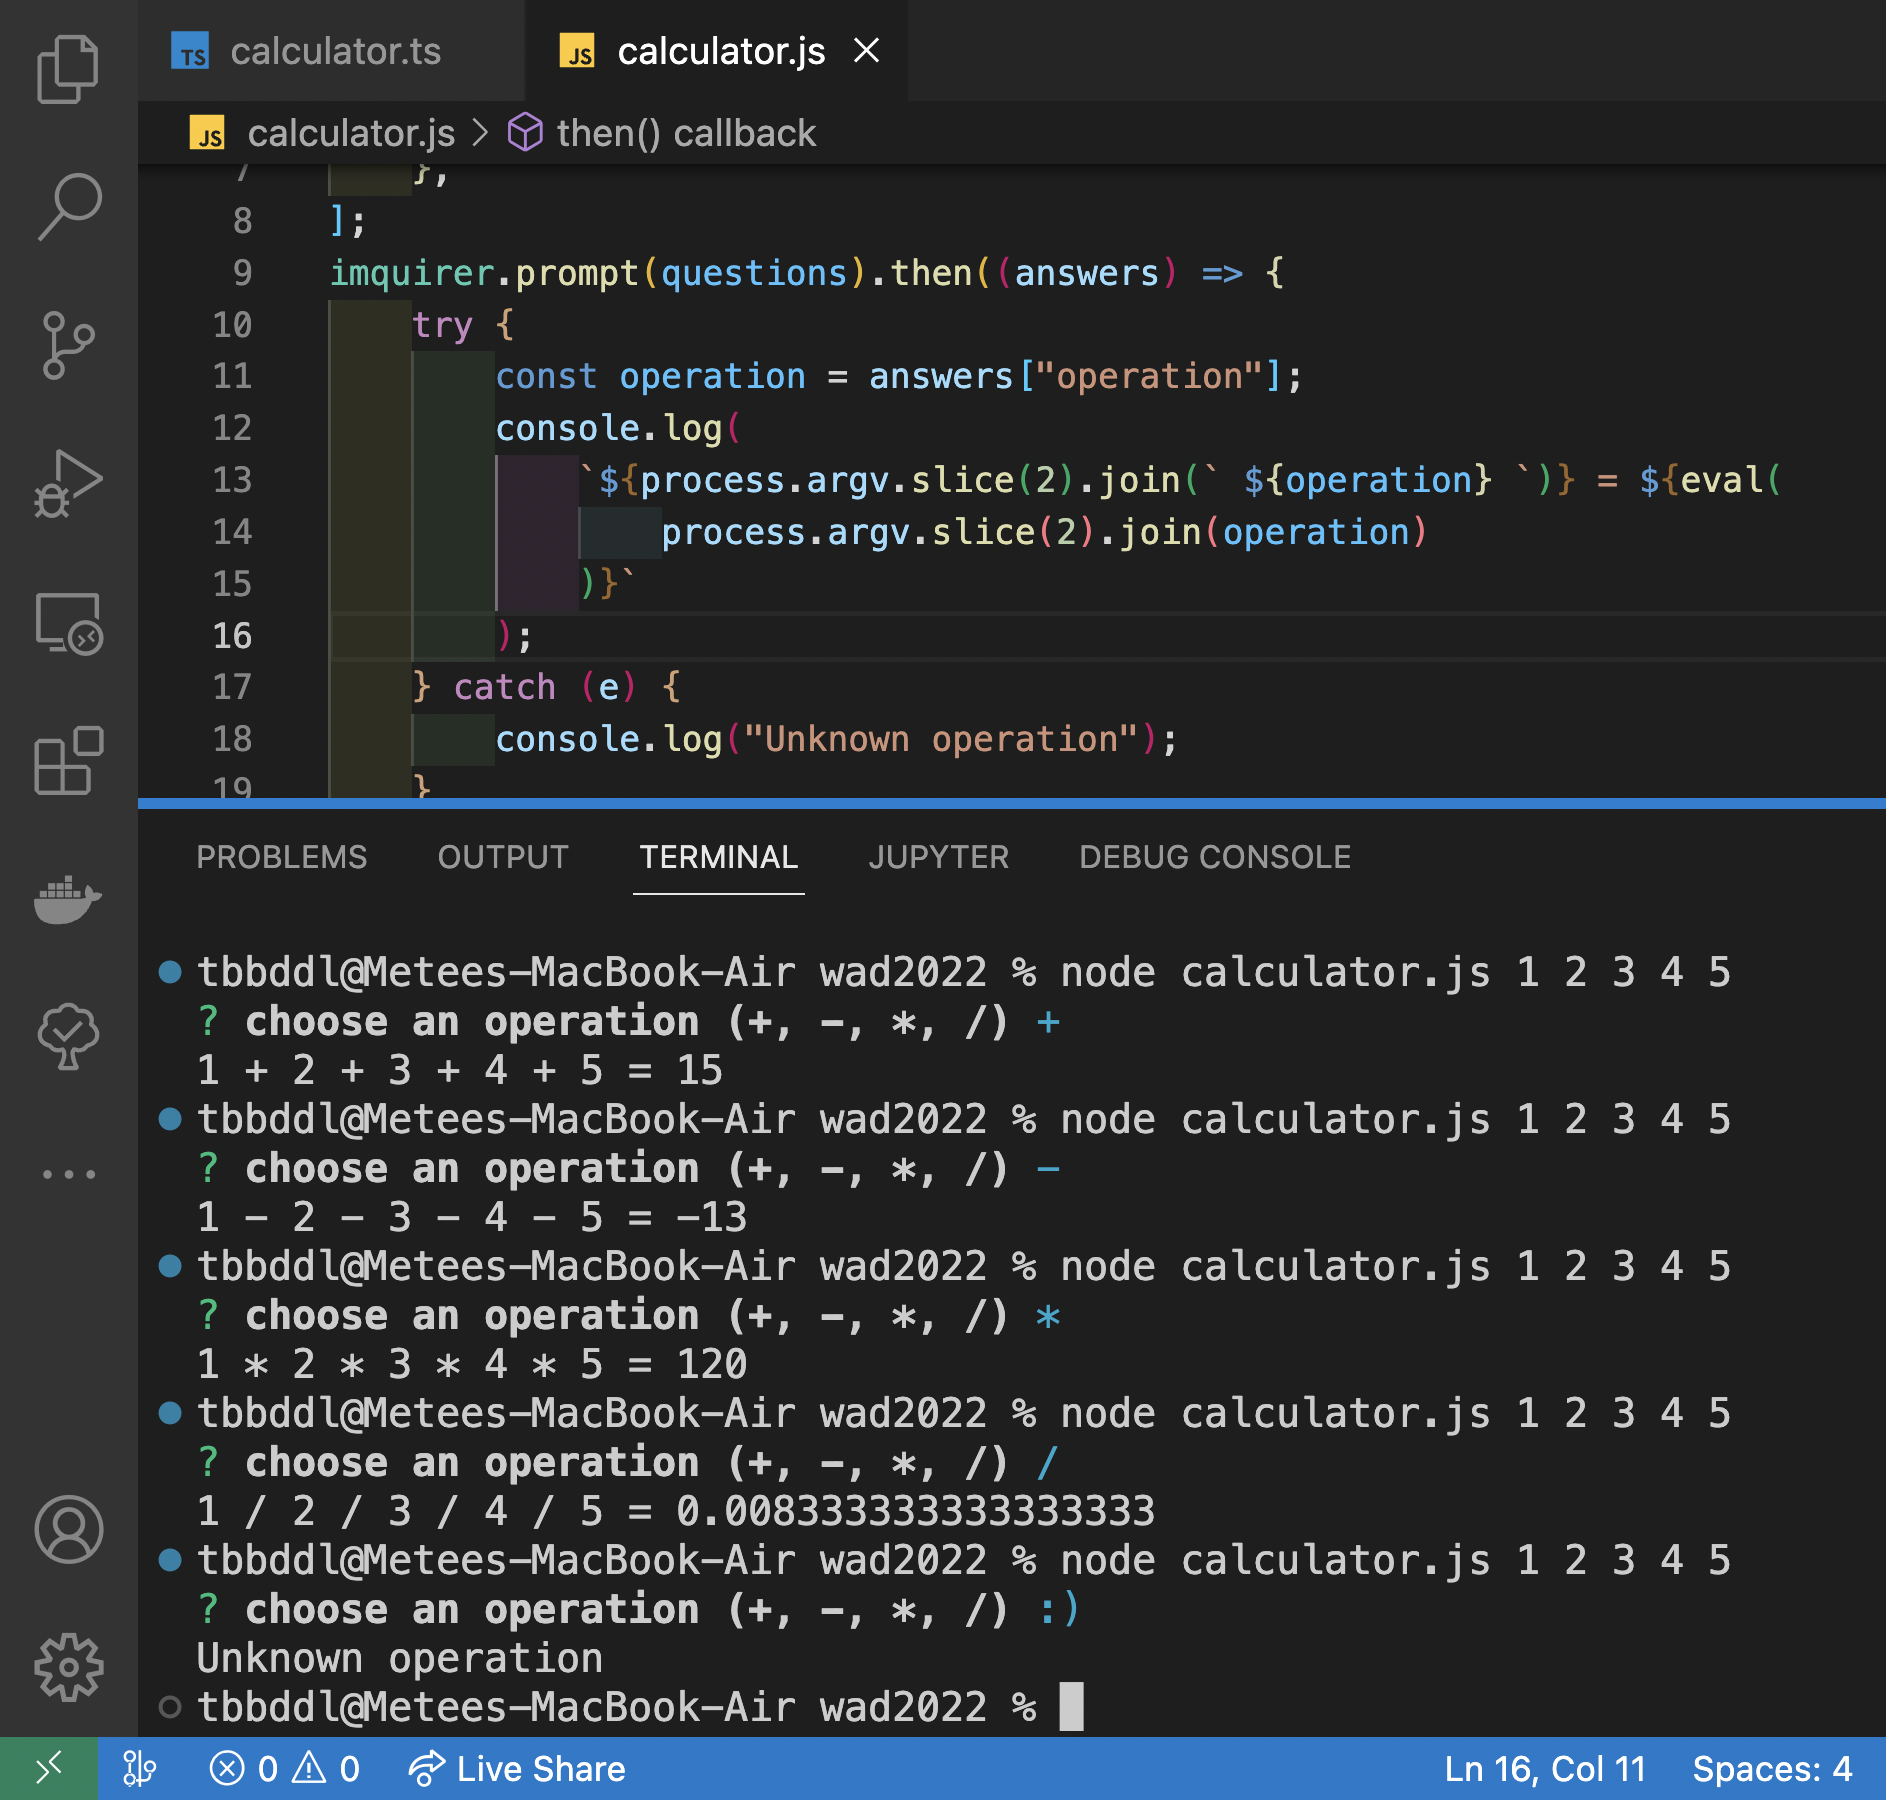 TS calculator.ts JS calculator.js
JS calculator.js > then() callback
7 },
8 ];
9 imquirer.prompt(questions).then((answers) => {
10 try {
11 const operation = answers["operation"];
12 console.log(
13 `${process.argv.slice(2).join(` ${operation} `)} = ${eval(
14 process.argv.slice(2).join(operation)
15 )}`
16 );
17 } catch (e) {
18 console.log("Unknown operation");
19 }
PROBLEMS OUTPUT TERMINAL JUPYTER DEBUG CONSOLE
tbbddl@Metees-MacBook-Air wad2022 % node calculator.js 1 2 3 4 5
? choose an operation (+, -, *, /) +
1 + 2 + 3 + 4 + 5 = 15
tbbddl@Metees-MacBook-Air wad2022 % node calculator.js 1 2 3 4 5
? choose an operation (+, -, *, /) -
1 - 2 - 3 - 4 - 5 = -13
tbbddl@Metees-MacBook-Air wad2022 % node calculator.js 1 2 3 4 5
? choose an operation (+, -, *, /) *
1 * 2 * 3 * 4 * 5 = 120
tbbddl@Metees-MacBook-Air wad2022 % node calculator.js 1 2 3 4 5
? choose an operation (+, -, *, /) /
1 / 2 / 3 / 4 / 5 = 0.008333333333333333
tbbddl@Metees-MacBook-Air wad2022 % node calculator.js 1 2 3 4 5
? choose an operation (+, -, *, /) :)
Unknown operation
tbbddl@Metees-MacBook-Air wad2022 %
0 0 Live Share Ln 16, Col 11 Spaces: 4